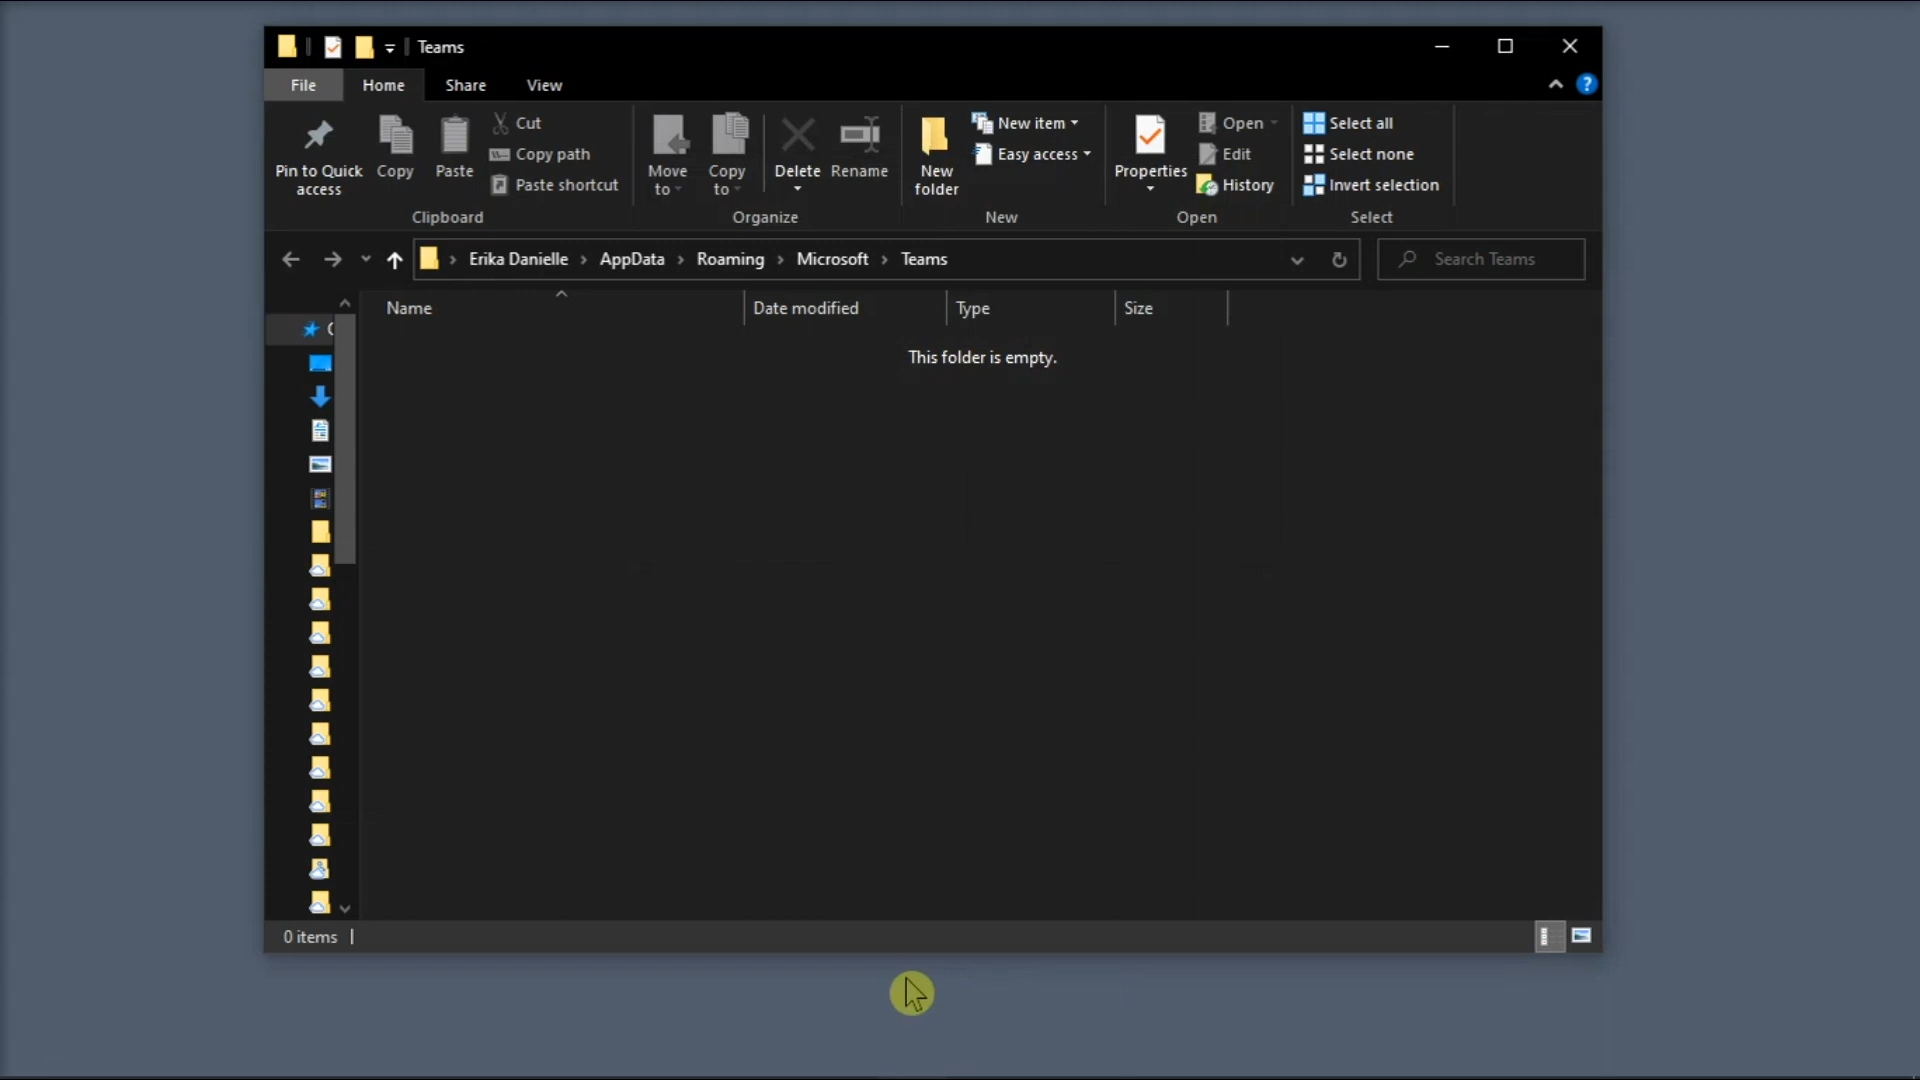 Teams
File Home Share View
Pin to Quick access
Copy
Paste
Cut
Copy path
Paste shortcut
Clipboard
Move to
Copy to
Delete
Rename
Organize
New folder
New item
Easy access
New
Properties
Open
Edit
History
Open
Select all
Select none
Invert selection
Select
Erika Danielle > AppData > Roaming > Microsoft > Teams
Search Teams
Name Date modified Type Size
This folder is empty.
0 items